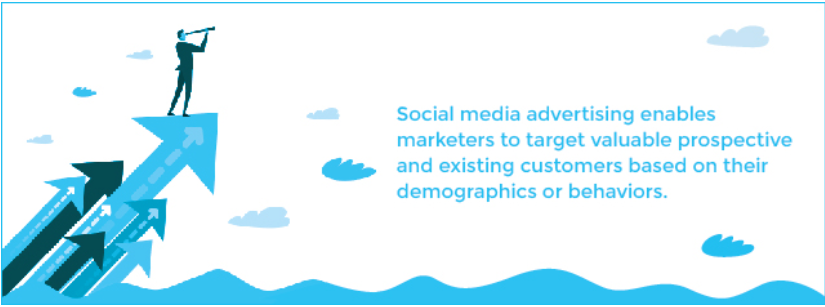 Social media advertising enables
marketers to target valuable prospective
and existing customers based on their
demographics or behaviors.